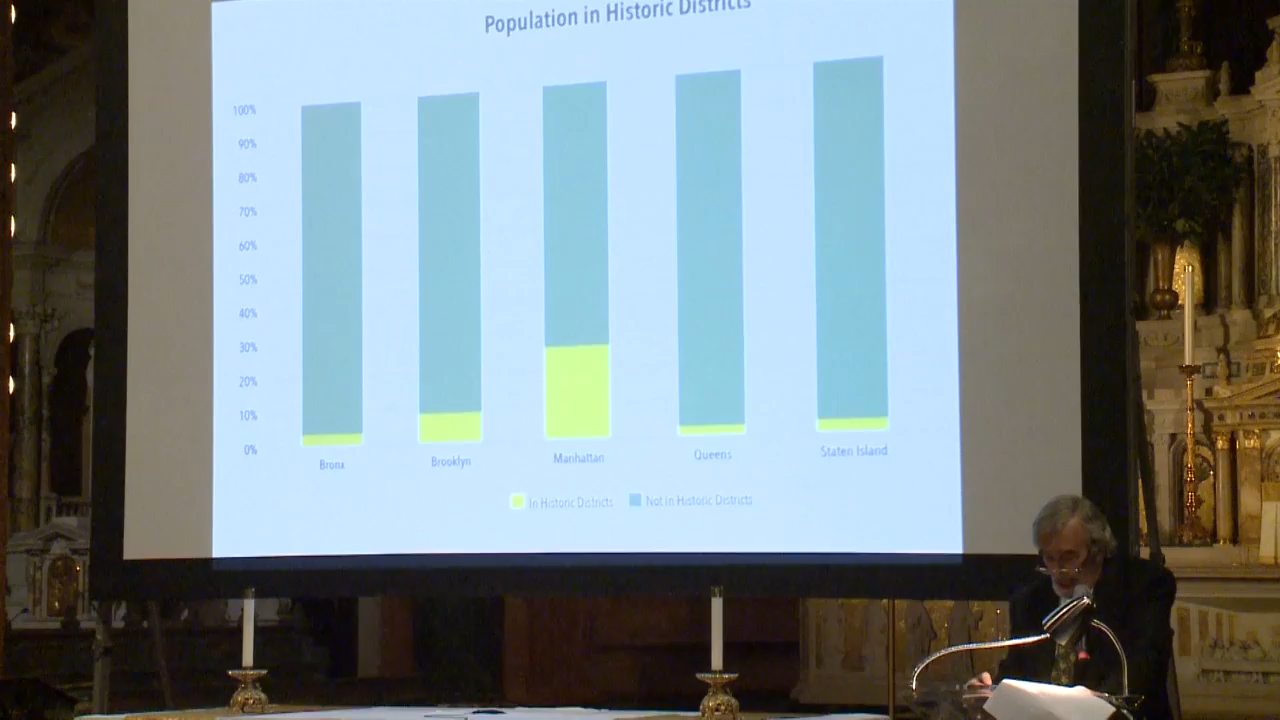 Population in Historic Districts
100%
90%
80%
70%
60%
50%
40%
30%
20%
10%
0%
Bronx
Brooklyn
Manhattan
Queens
Staten Island
In Historic Districts
Not in Historic Districts